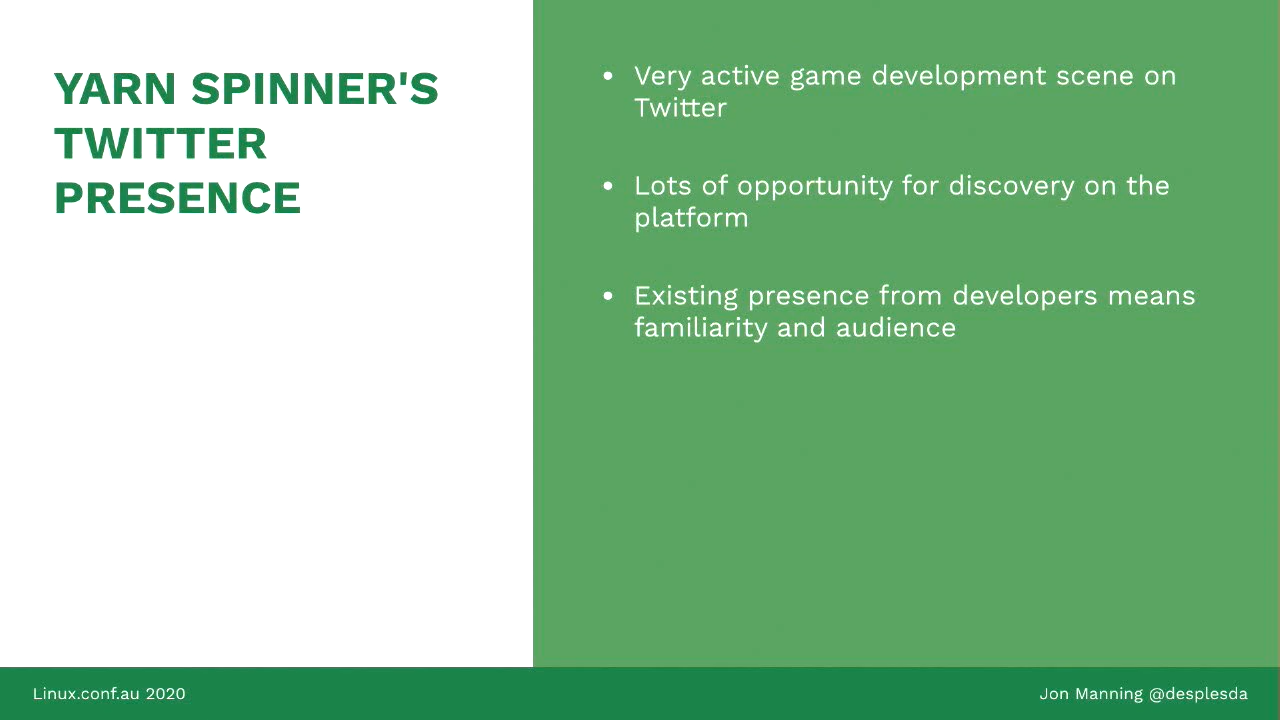 YARN SPINNER'S
TWITTER
PRESENCE
• Very active game development scene on
Twitter
• Lots of opportunity for discovery on the
platform
• Existing presence from developers means
familiarity and audience
Linux.conf.au 2020
Jon Manning @desplesda